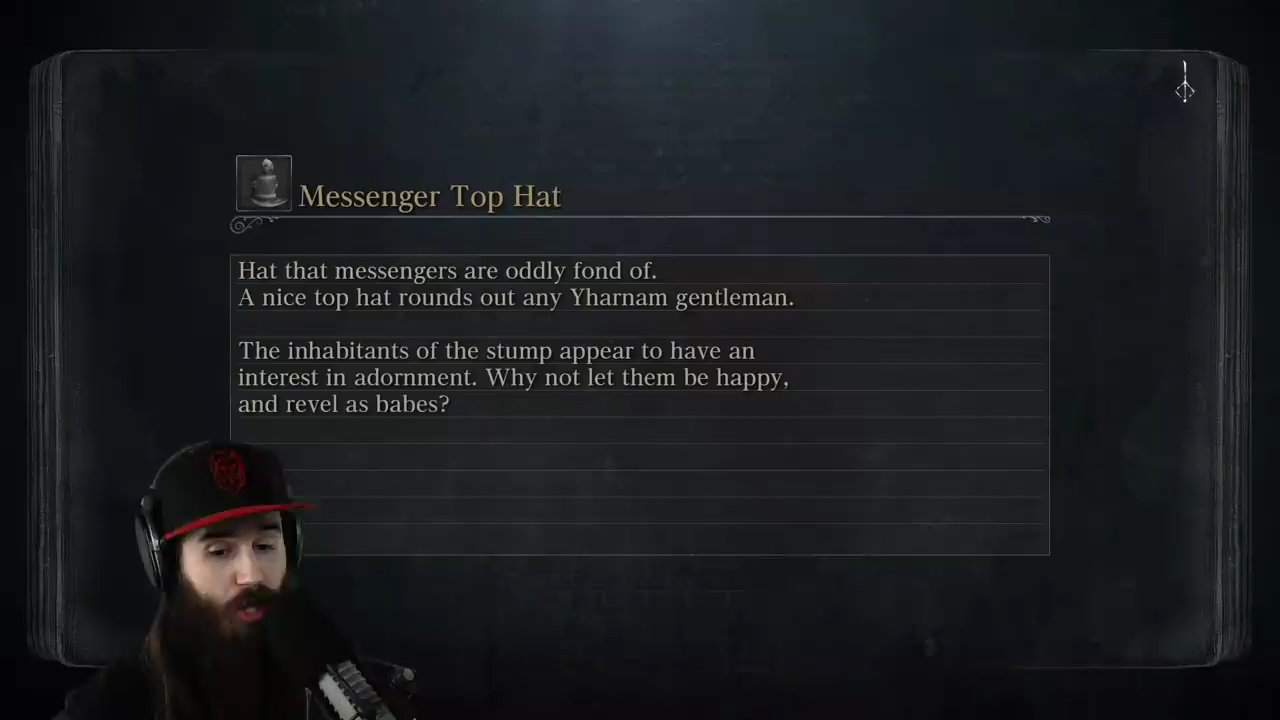 Messenger Top Hat
Hat that messengers are oddly fond of.
A nice top hat rounds out any Yharnam gentleman.
The inhabitants of the stump appear to have an
interest in adornment. Why not let them be happy,
and revel as babes?